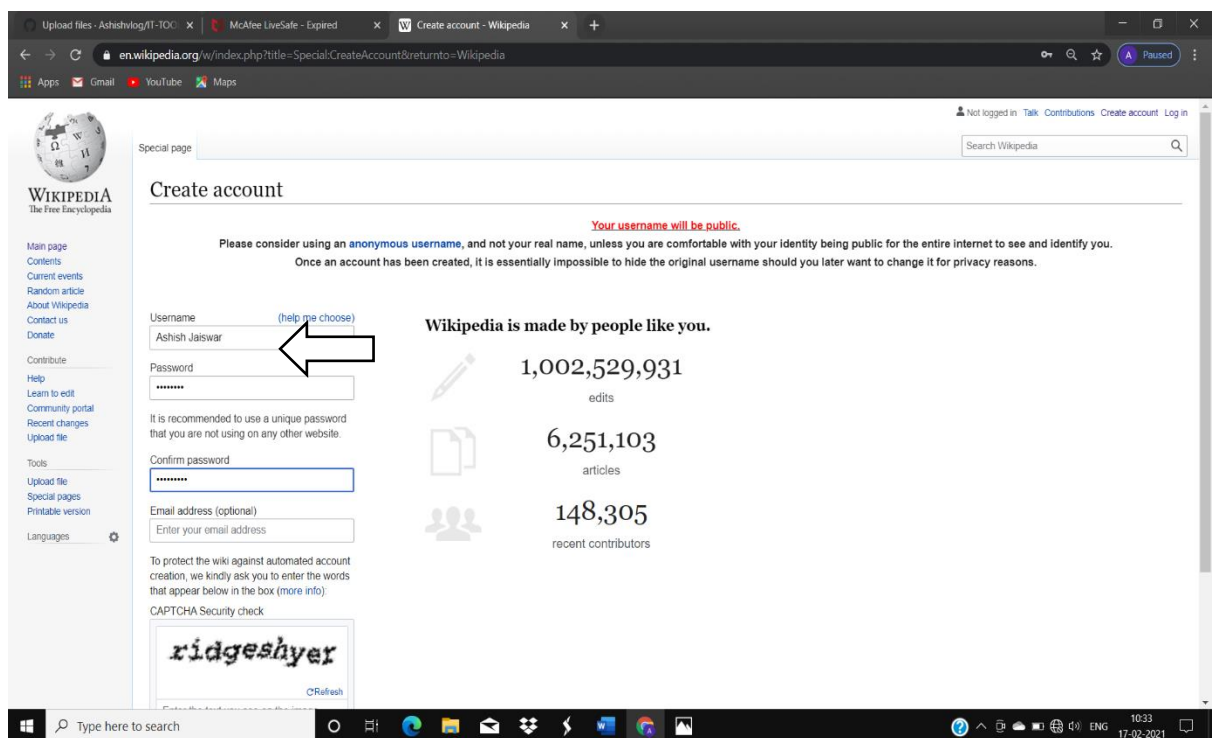 Upload files · Ashishvlog/IT-TOO
McAfee LiveSafe - Expired
Create account - Wikipedia
en.wikipedia.org/w/index.php?title=Special:CreateAccount&returnto=Wikipedia
A Paused
Apps Gmail YouTube Maps
Not logged in Talk Contributions Create account Log in
Special page
Search Wikipedia
WIKIPEDIA
The Free Encyclopedia
Main page
Contents
Current events
Random article
About Wikipedia
Contact us
Donate
Contribute
Help
Learn to edit
Community portal
Recent changes
Upload file
Tools
Upload file
Special pages
Printable version
Languages
Create account
Your username will be public.
Please consider using an anonymous username, and not your real name, unless you are comfortable with your identity being public for the entire internet to see and identify you.
Once an account has been created, it is essentially impossible to hide the original username should you later want to change it for privacy reasons.
Username (help me choose)
Ashish Jaiswar
Password
••••••••
It is recommended to use a unique password
that you are not using on any other website.
Confirm password
•••••••••
Email address (optional)
Enter your email address
To protect the wiki against automated account
creation, we kindly ask you to enter the words
that appear below in the box (more info):
CAPTCHA Security check
ridgeshyer
Refresh
Wikipedia is made by people like you.
1,002,529,931
edits
6,251,103
articles
148,305
recent contributors
Type here to search
ENG
10:33
17-02-2021